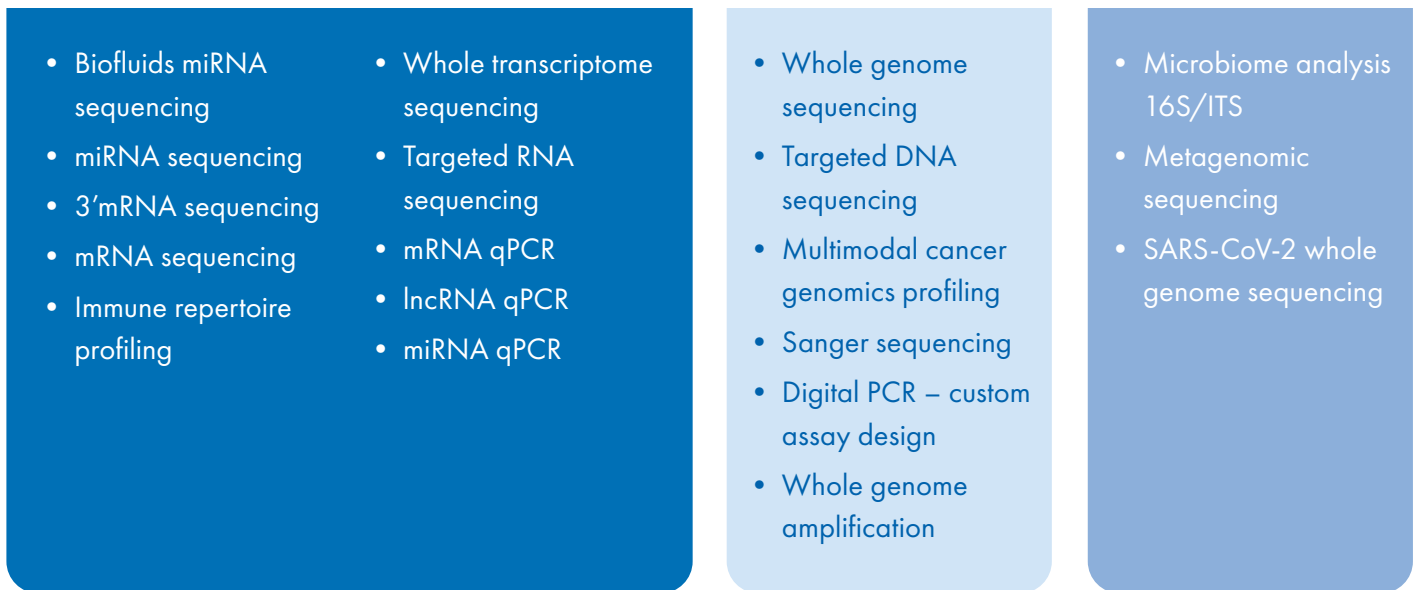 • Biofluids miRNA
sequencing
• miRNA sequencing
• 3’mRNA sequencing
• mRNA sequencing
• Immune repertoire
profiling
• Whole transcriptome
sequencing
• Targeted RNA
sequencing
• mRNA qPCR
• lncRNA qPCR
• miRNA qPCR
• Whole genome
sequencing
• Targeted DNA
sequencing
• Multimodal cancer
genomics profiling
• Sanger sequencing
• Digital PCR – custom
assay design
• Whole genome
amplification
• Microbiome analysis
16S/ITS
• Metagenomic
sequencing
• SARS-CoV-2 whole
genome sequencing